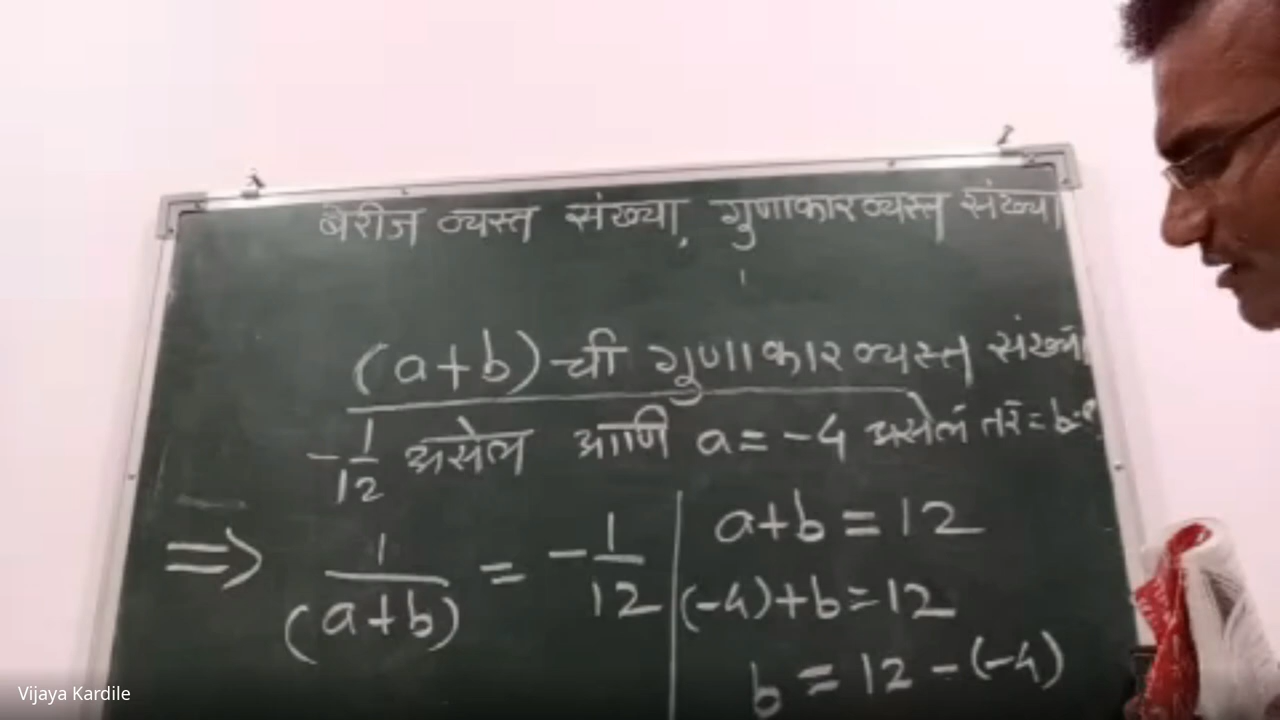 बेरीज व्यस्त संख्या, गुणाकार व्यस्त संख्या
(a+b) ची गुणाकार व्यस्त संख्या
-1/12 असेल आणि a = -4 असेल तर = b = ?
⇒ 1/(a+b) = -1/12
a+b = 12
(-4)+b = 12
b = 12 - (-4)
Vijaya Kardile